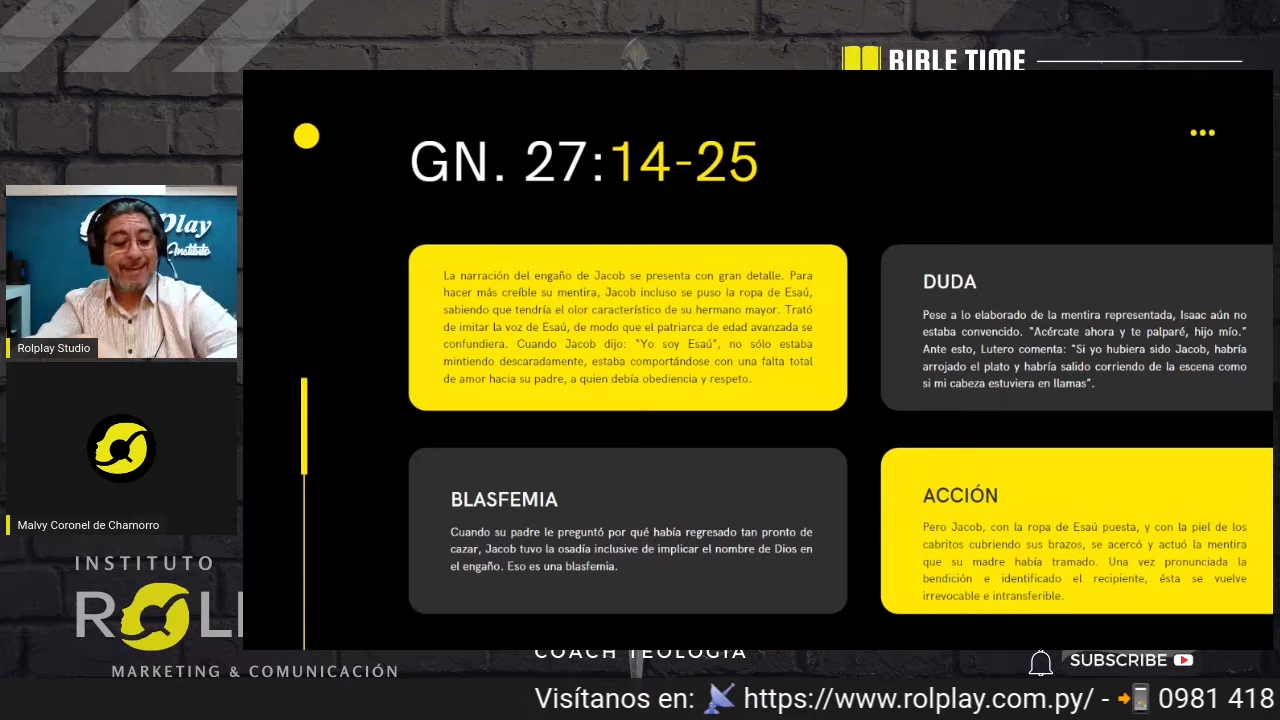 BIBLE TIME
GN. 27:14-25
La narración del engaño de Jacob se presenta con gran detalle. Para
hacer más creíble su mentira, Jacob incluso se puso la ropa de Esaú,
sabiendo que tendría el olor característico de su hermano mayor. Trató
de imitar la voz de Esaú, de modo que el patriarca de edad avanzada se
confundiera. Cuando Jacob dijo: “Yo soy Esaú”, no sólo estaba
mintiendo descaradamente, estaba comportándose con una falta total
de amor hacia su padre, a quien debía obediencia y respeto.
DUDA
Pese a lo elaborado de la mentira representada, Isaac aún no
estaba convencido. “Acércate ahora y te palparé, hijo mío.”
Ante esto, Lutero comenta: “Si yo hubiera sido Jacob, habría
arrojado el plato y habría salido corriendo de la escena como
si mi cabeza estuviera en llamas”.
BLASFEMIA
Cuando su padre le preguntó por qué había regresado tan pronto de
cazar, Jacob tuvo la osadía inclusive de implicar el nombre de Dios en
el engaño. Eso es una blasfemia.
ACCIÓN
Pero Jacob, con la ropa de Esaú puesta, y con la piel de los
cabritos cubriendo sus brazos, se acercó y actuó la mentira
que su madre había tramado. Una vez pronunciada la
bendición e identificado el recipiente, ésta se vuelve
irrevocable e intransferible.
Play
Instituto
Rolplay Studio
Malvy Coronel de Chamorro
INSTITUTO
ROL
MARKETING & COMUNICACIÓN
COACH TEOLOGÍA
SUBSCRIBE
Visítanos en: https://www.rolplay.com.py/ - 0981 418